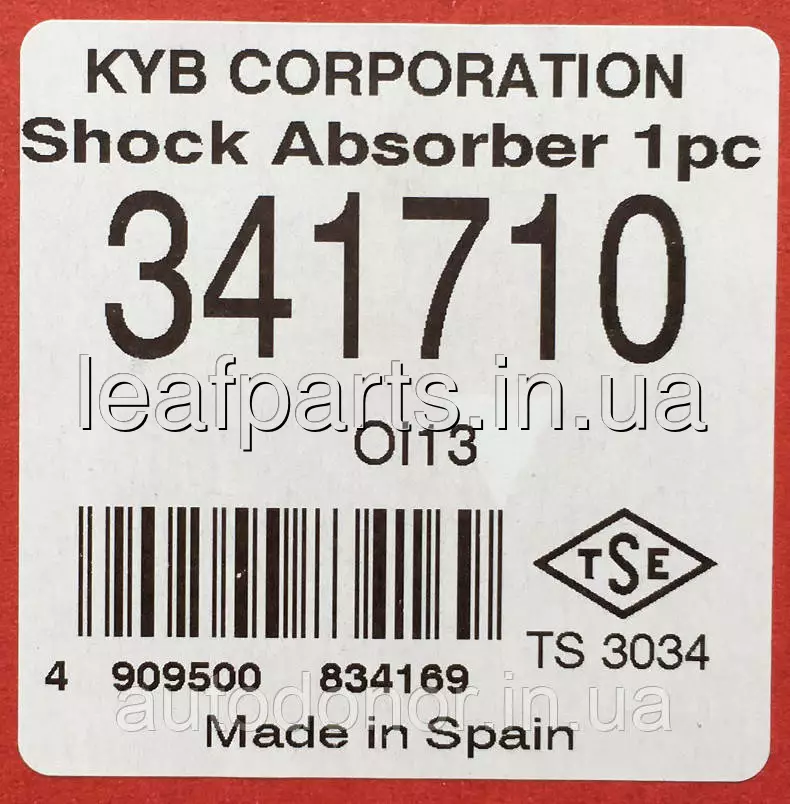 KYB CORPORATION
Shock Absorber 1pc
341710
leafparts.in.ua
OI13
TSE
TS 3034
4 909500 834169
autodonor.in.ua
Made in Spain